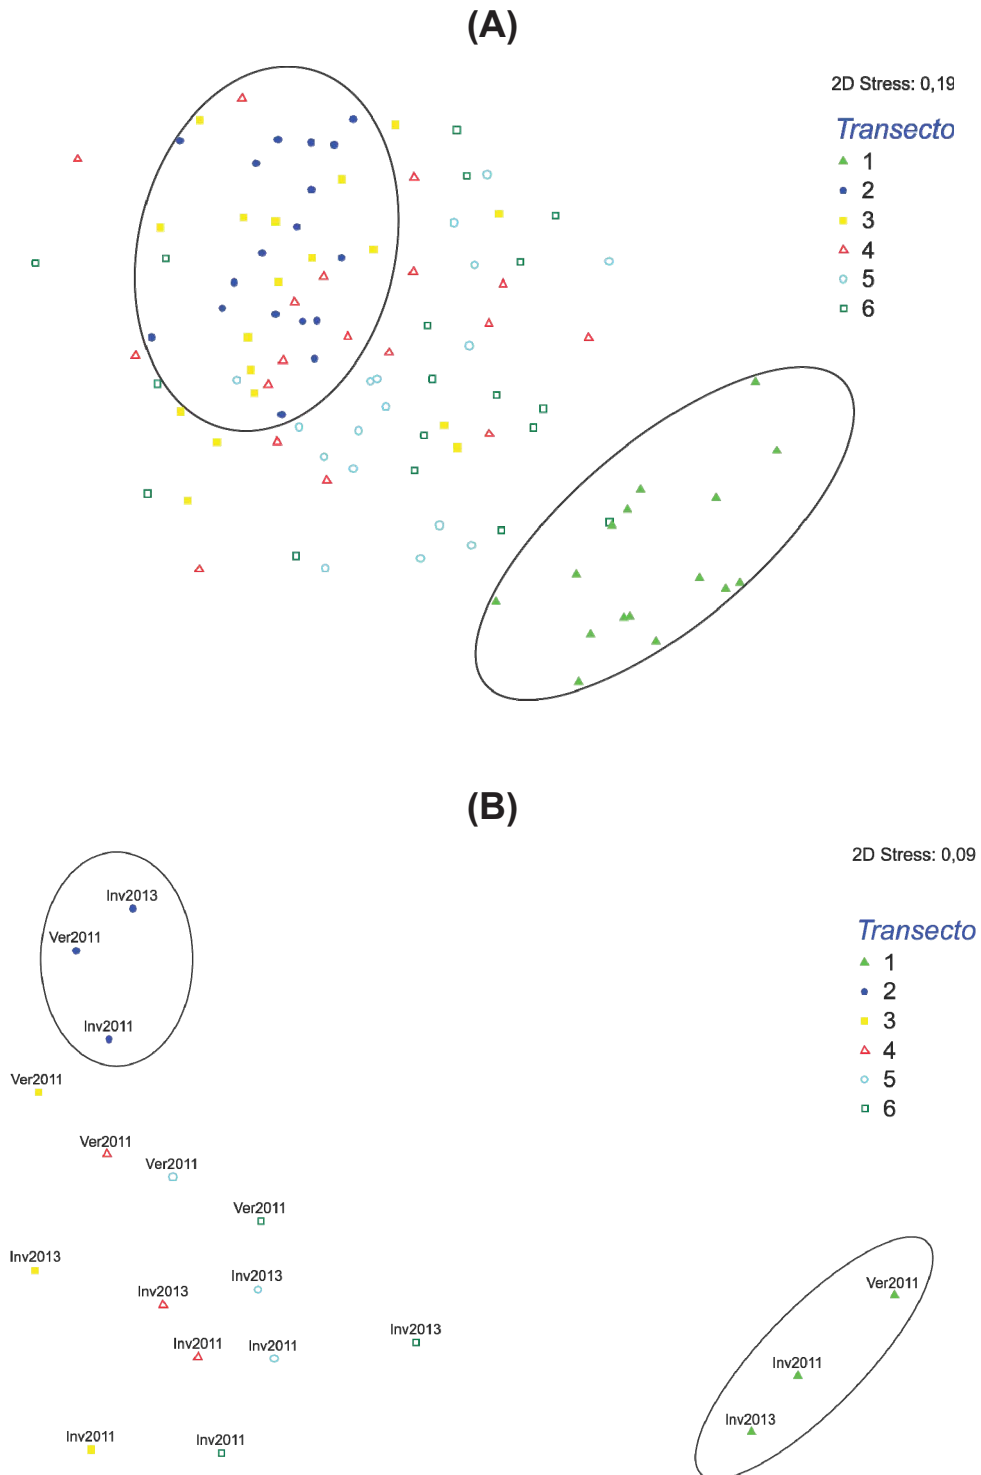 (A)
2D Stress: 0,19
Transecto
1
2
3
4
5
6
(B)
2D Stress: 0,09
Transecto
1
2
3
4
5
6
Inv2013
Ver2011
Inv2011
Ver2011
Ver2011
Ver2011
Ver2011
Inv2013
Inv2013
Inv2013
Inv2011
Inv2011
Inv2013
Inv2011
Inv2011
Ver2011
Inv2011
Inv2013